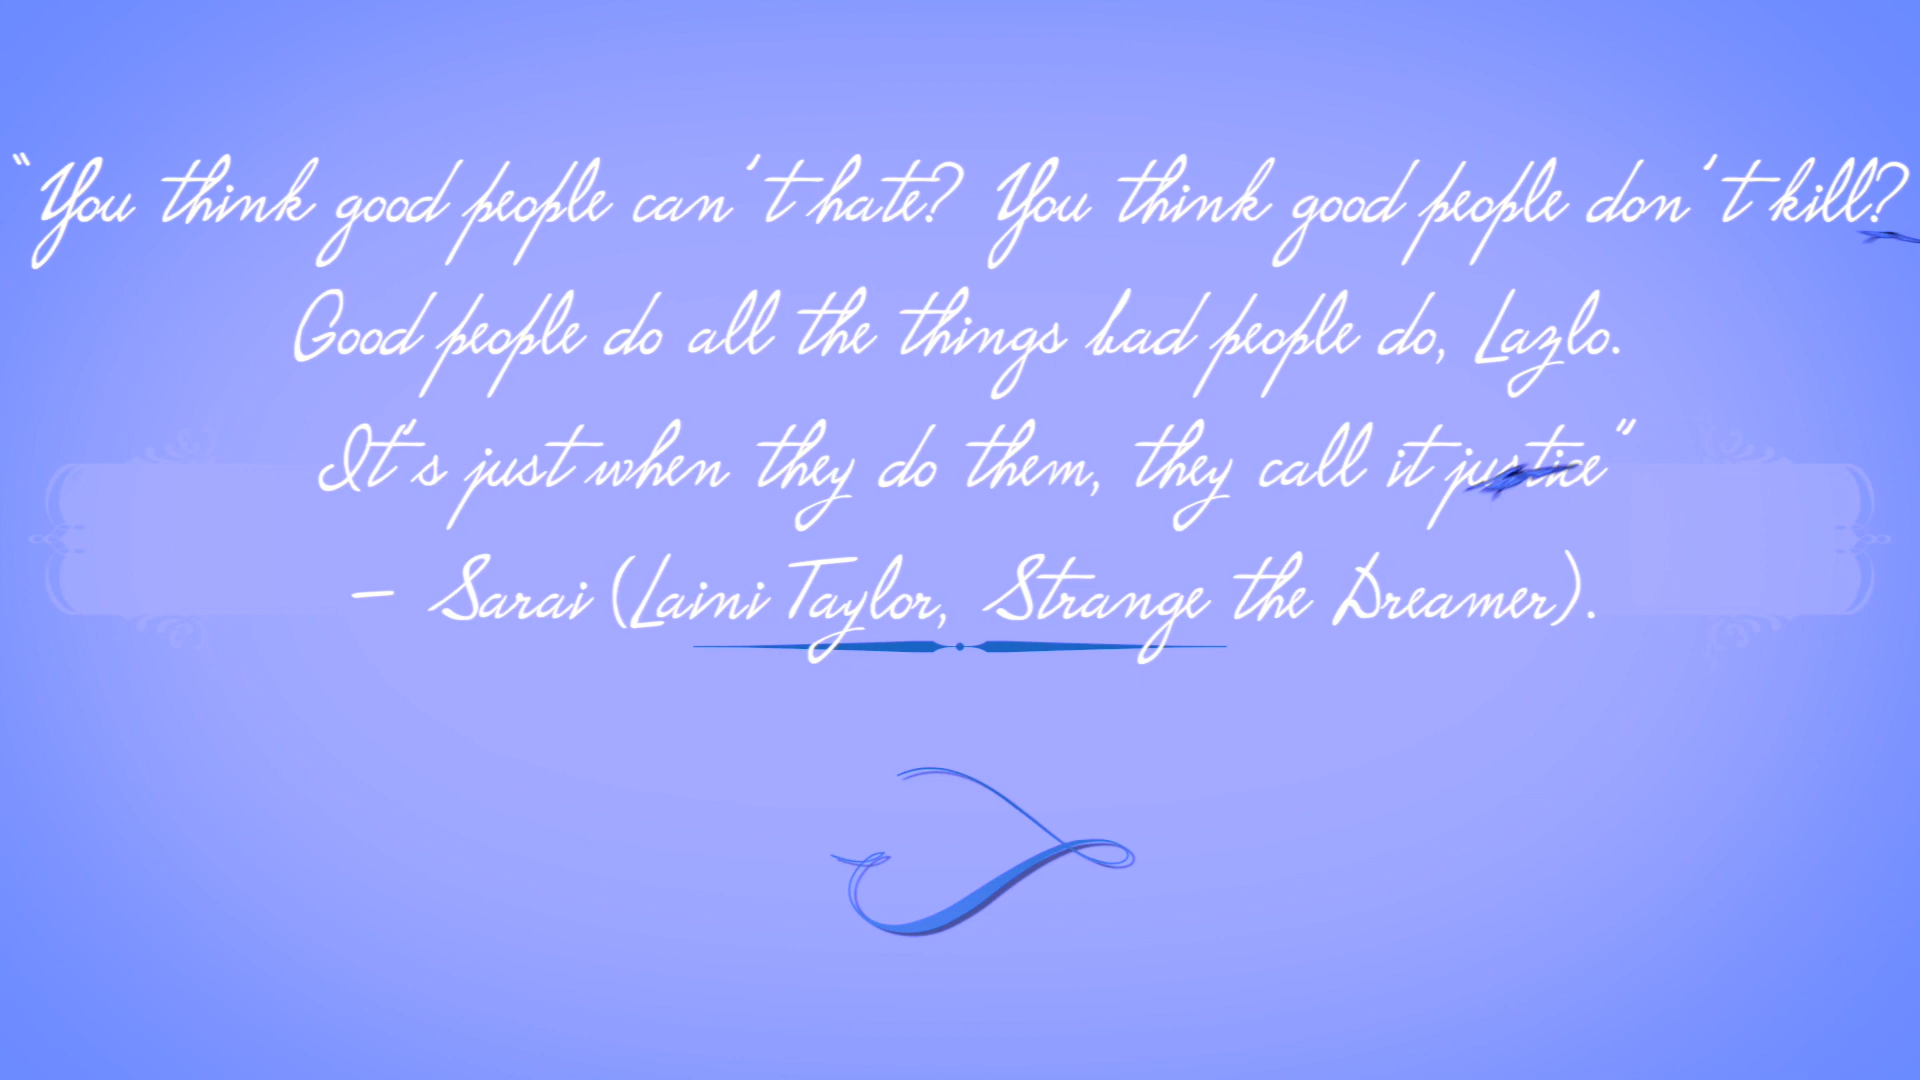 “You think good people can't hate? You think good people don't kill?
Good people do all the things bad people do, Lazlo.
It's just when they do them, they call it justice”
– Sarai (Laini Taylor, Strange the Dreamer).